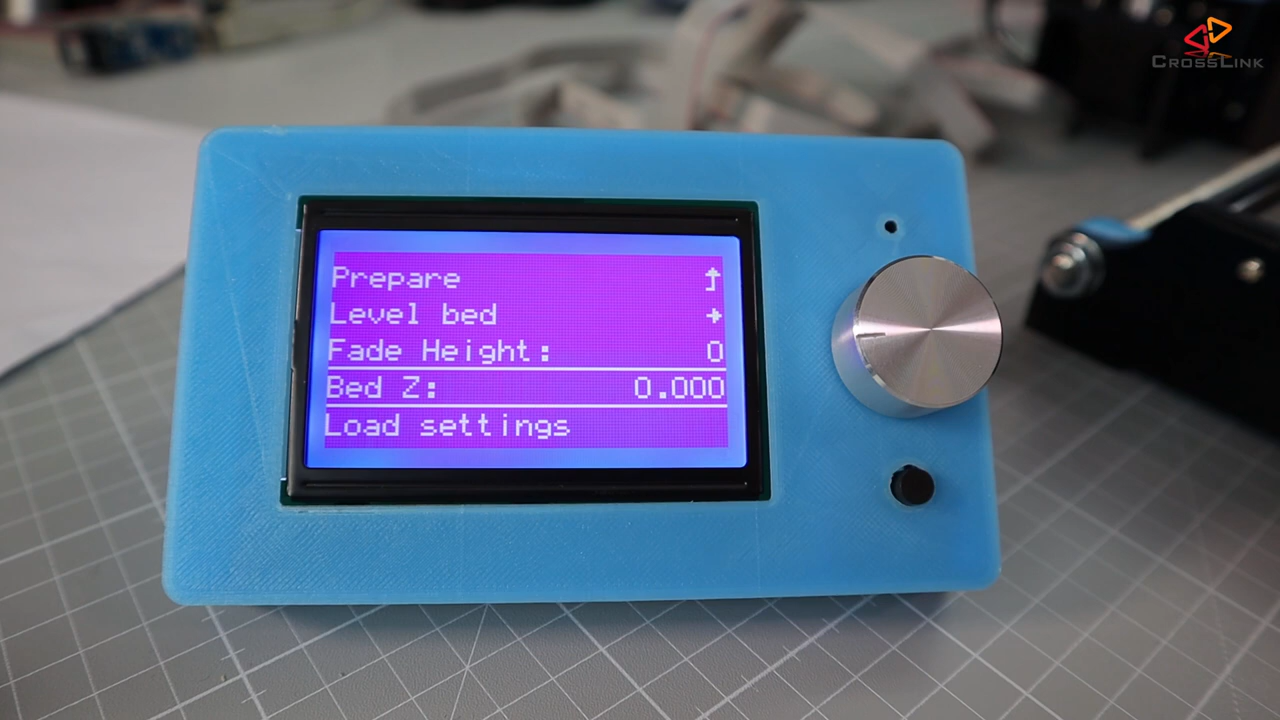 CROSSLINK
Prepare
Level bed
Fade Height: 0
Bed Z: 0.000
Load settings